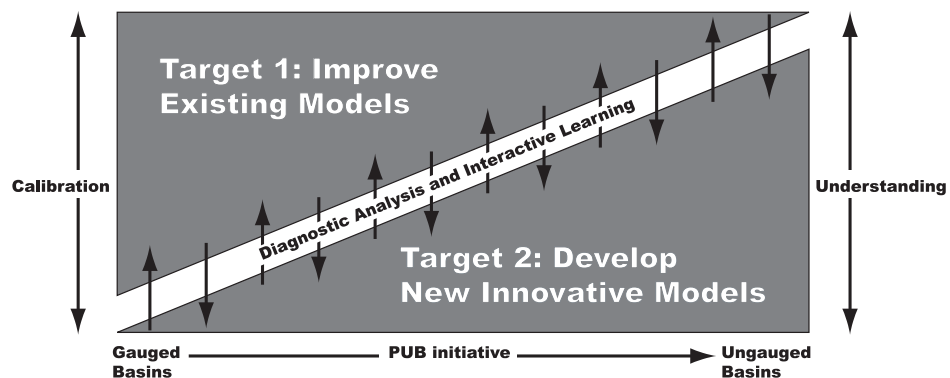 Target 1: Improve
Existing Models
Diagnostic Analysis and Interactive Learning
Calibration
Understanding
Target 2: Develop
New Innovative Models
Gauged
Basins
PUB initiative
Ungauged
Basins